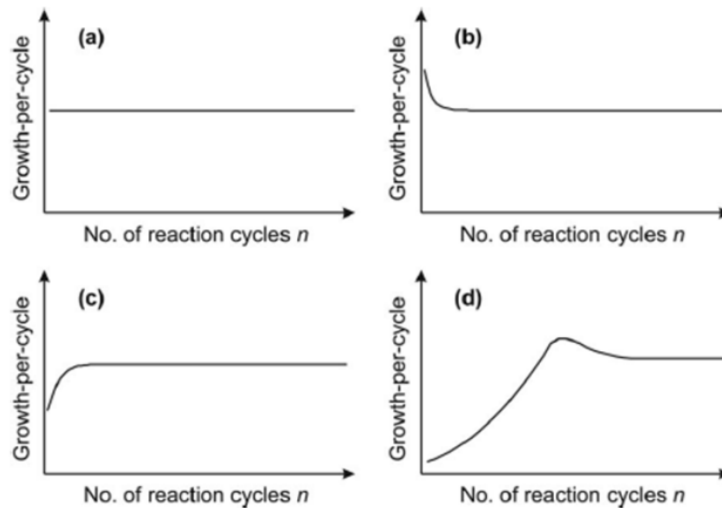 (a)
Growth-per-cycle
No. of reaction cycles n
(b)
Growth-per-cycle
No. of reaction cycles n
(c)
Growth-per-cycle
No. of reaction cycles n
(d)
Growth-per-cycle
No. of reaction cycles n